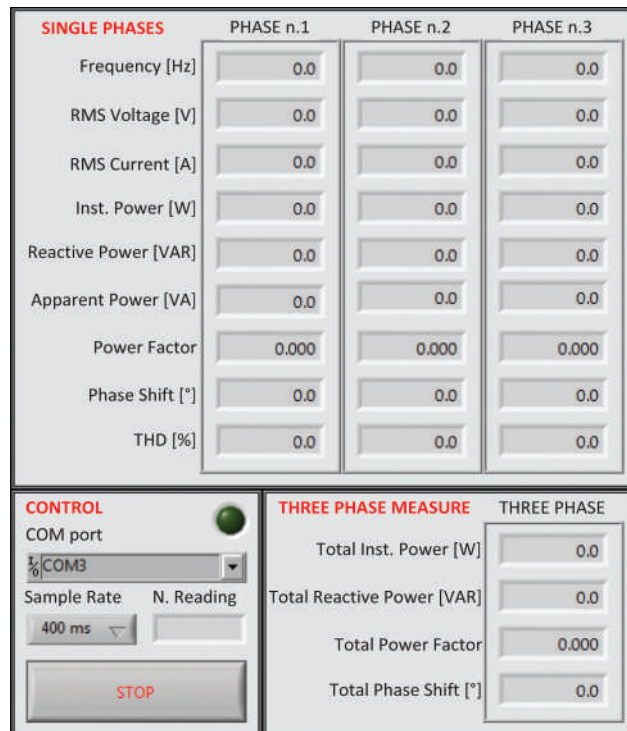 SINGLE PHASES PHASE n.1 PHASE n.2 PHASE n.3
Frequency [Hz] 0.0 0.0 0.0
RMS Voltage [V] 0.0 0.0 0.0
RMS Current [A] 0.0 0.0 0.0
Inst. Power [W] 0.0 0.0 0.0
Reactive Power [VAR] 0.0 0.0 0.0
Apparent Power [VA] 0.0 0.0 0.0
Power Factor 0.000 0.000 0.000
Phase Shift [°] 0.0 0.0 0.0
THD [%] 0.0 0.0 0.0
CONTROL
COM port
I/O COM3
Sample Rate N. Reading
400 ms
STOP
THREE PHASE MEASURE THREE PHASE
Total Inst. Power [W] 0.0
Total Reactive Power [VAR] 0.0
Total Power Factor 0.000
Total Phase Shift [°] 0.0